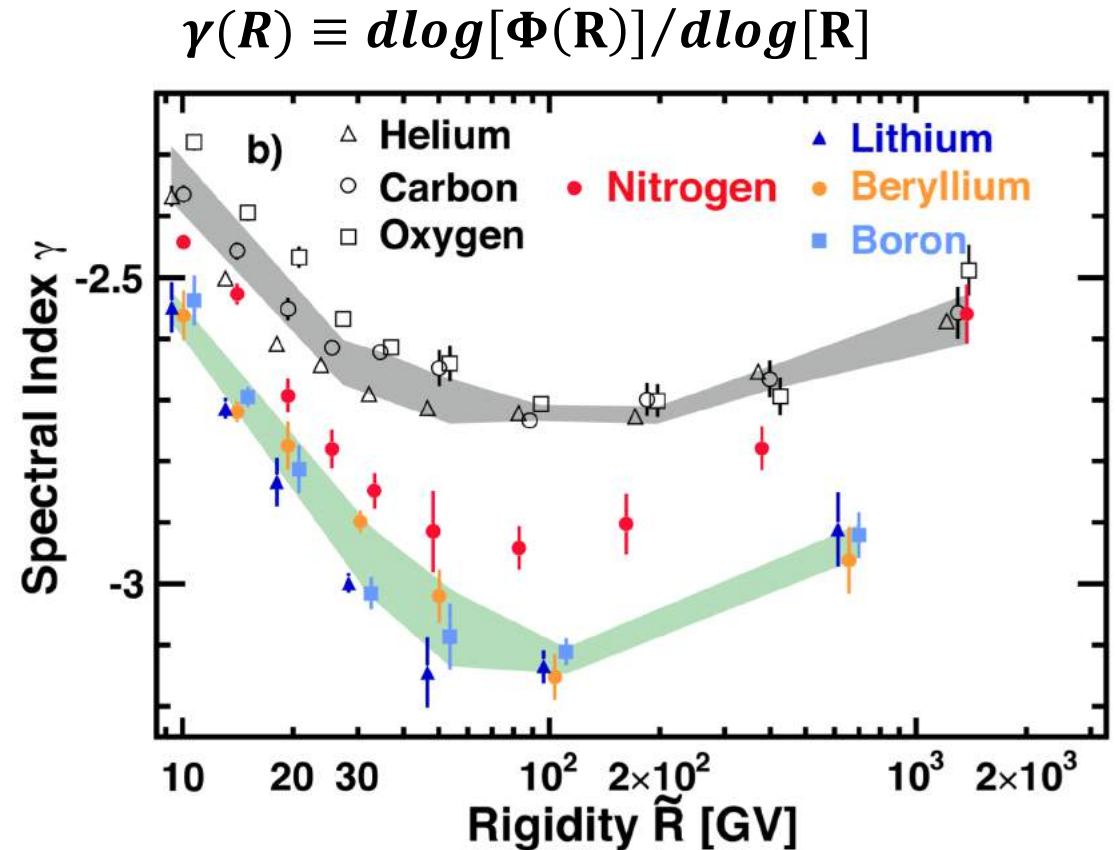 γ(R) ≡ dlog[Φ(R)]/dlog[R]
b)
Helium
Carbon
Oxygen
Nitrogen
Lithium
Beryllium
Boron
Spectral Index γ
-2.5
-3
10 20 30 10² 2×10² 10³ 2×10³
Rigidity R̃ [GV]